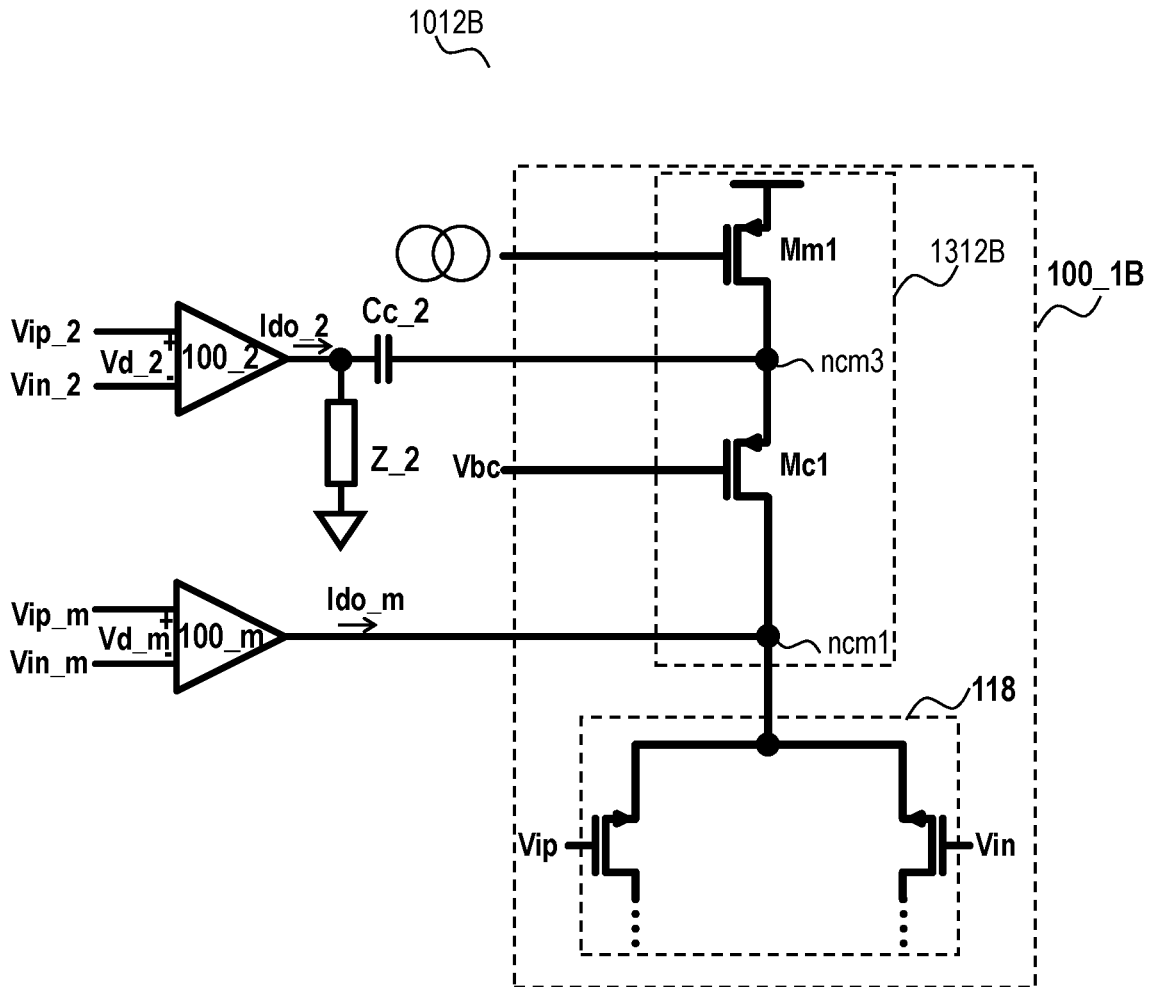 1012B
Mm1
1312B
100_1B
Cc_2
Ido_2
Vip_2
+
Vd_2
100_2
-
Vin_2
ncm3
Z_2
Vbc
Mc1
Ido_m
Vip_m
+
Vd_m
100_m
-
Vin_m
ncm1
118
Vip
Vin